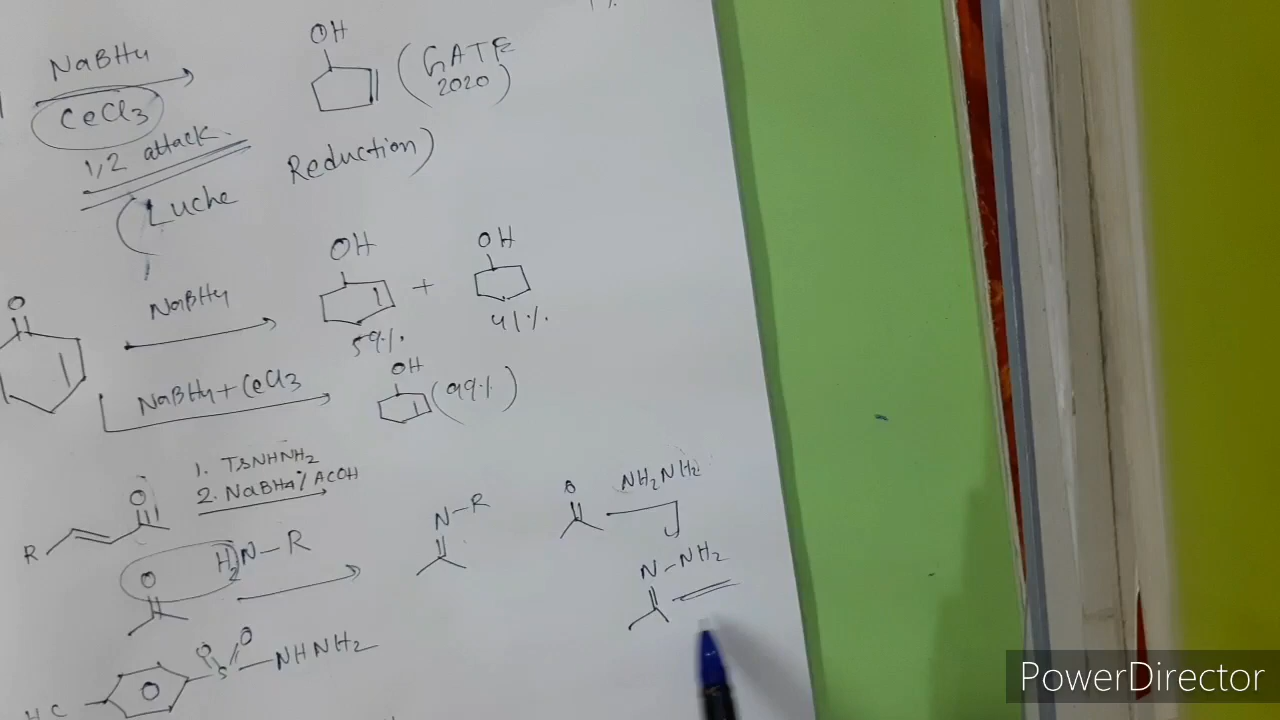 NaBH4
CeCl3
1,2 attack
(Luche Reduction)
OH
(GATE 2020)
O
NaBH4
OH
59%
+
OH
41%
NaBH4 + CeCl3
OH
(99%)
1. TsNHNH2
2. NaBH4/AcOH
R
O
O
H2N-R
N-R
O
NH2NH2
N-NH2
O
O
S
-NHNH2
PowerDirector